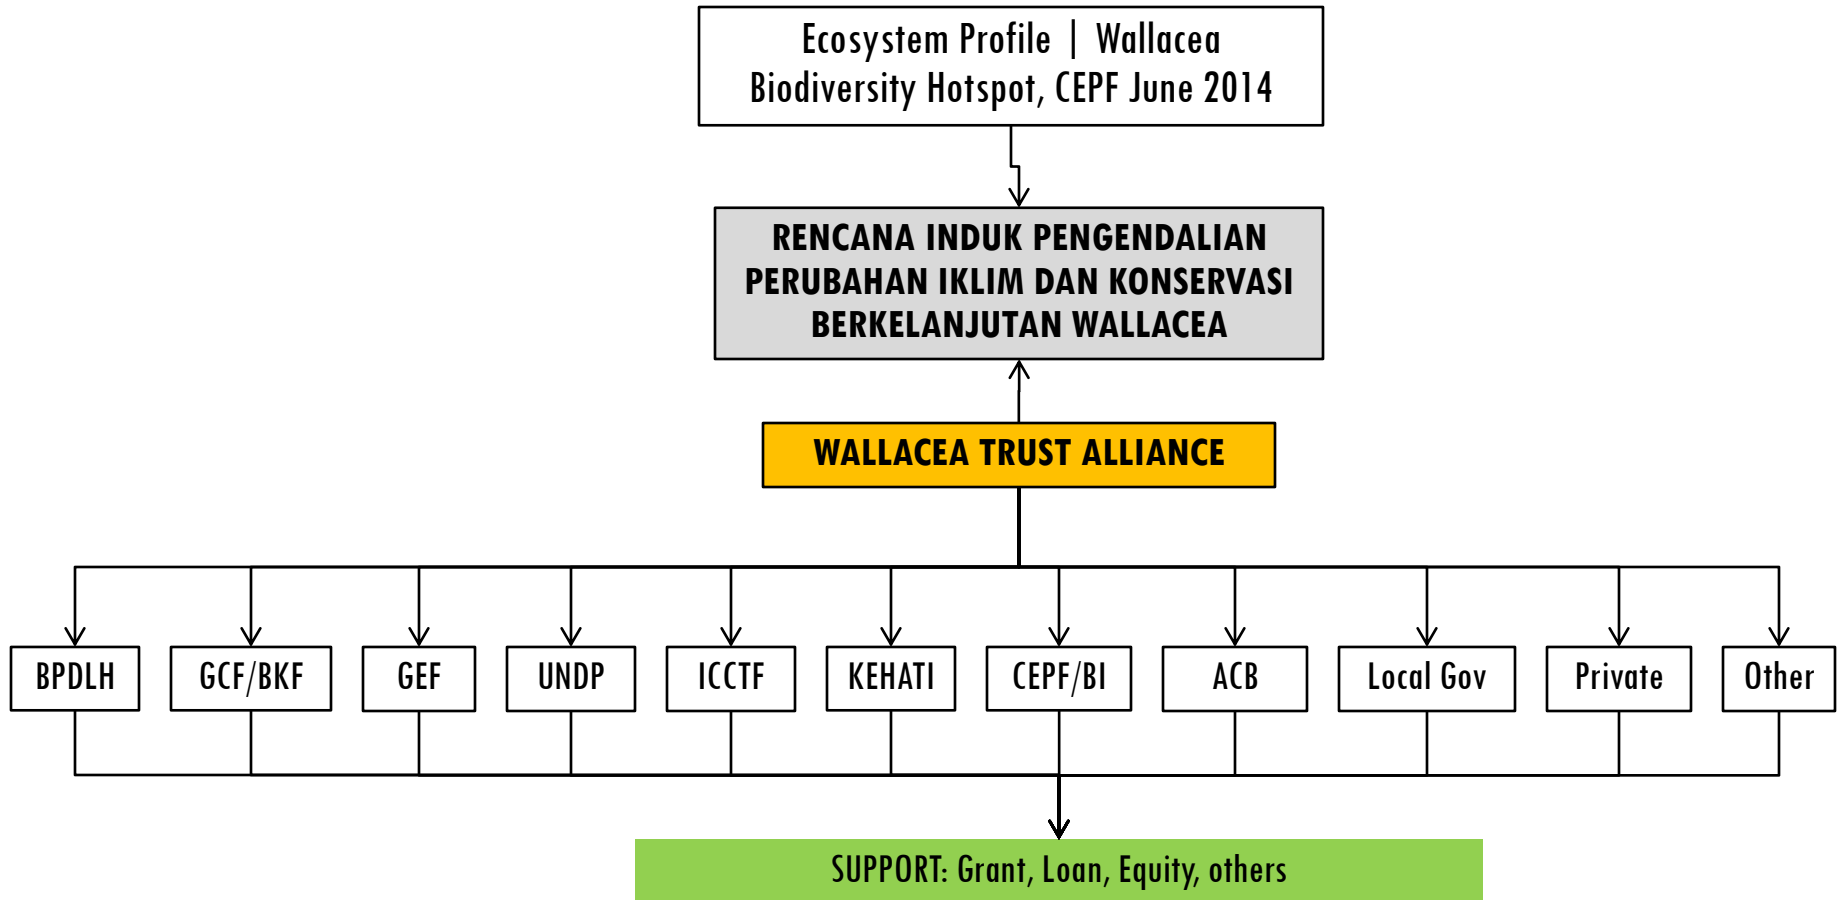 Ecosystem Profile | Wallacea
Biodiversity Hotspot, CEPF June 2014
RENCANA INDUK PENGENDALIAN
PERUBAHAN IKLIM DAN KONSERVASI
BERKELANJUTAN WALLACEA
WALLACEA TRUST ALLIANCE
BPDLH
GCF/BKF
GEF
UNDP
ICCTF
KEHATI
CEPF/BI
ACB
Local Gov
Private
Other
SUPPORT: Grant, Loan, Equity, others